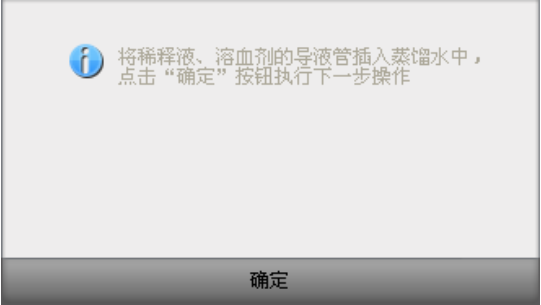 将稀释液、溶血剂的导液管插入蒸馏水中，
点击“确定”按钮执行下一步操作
确定